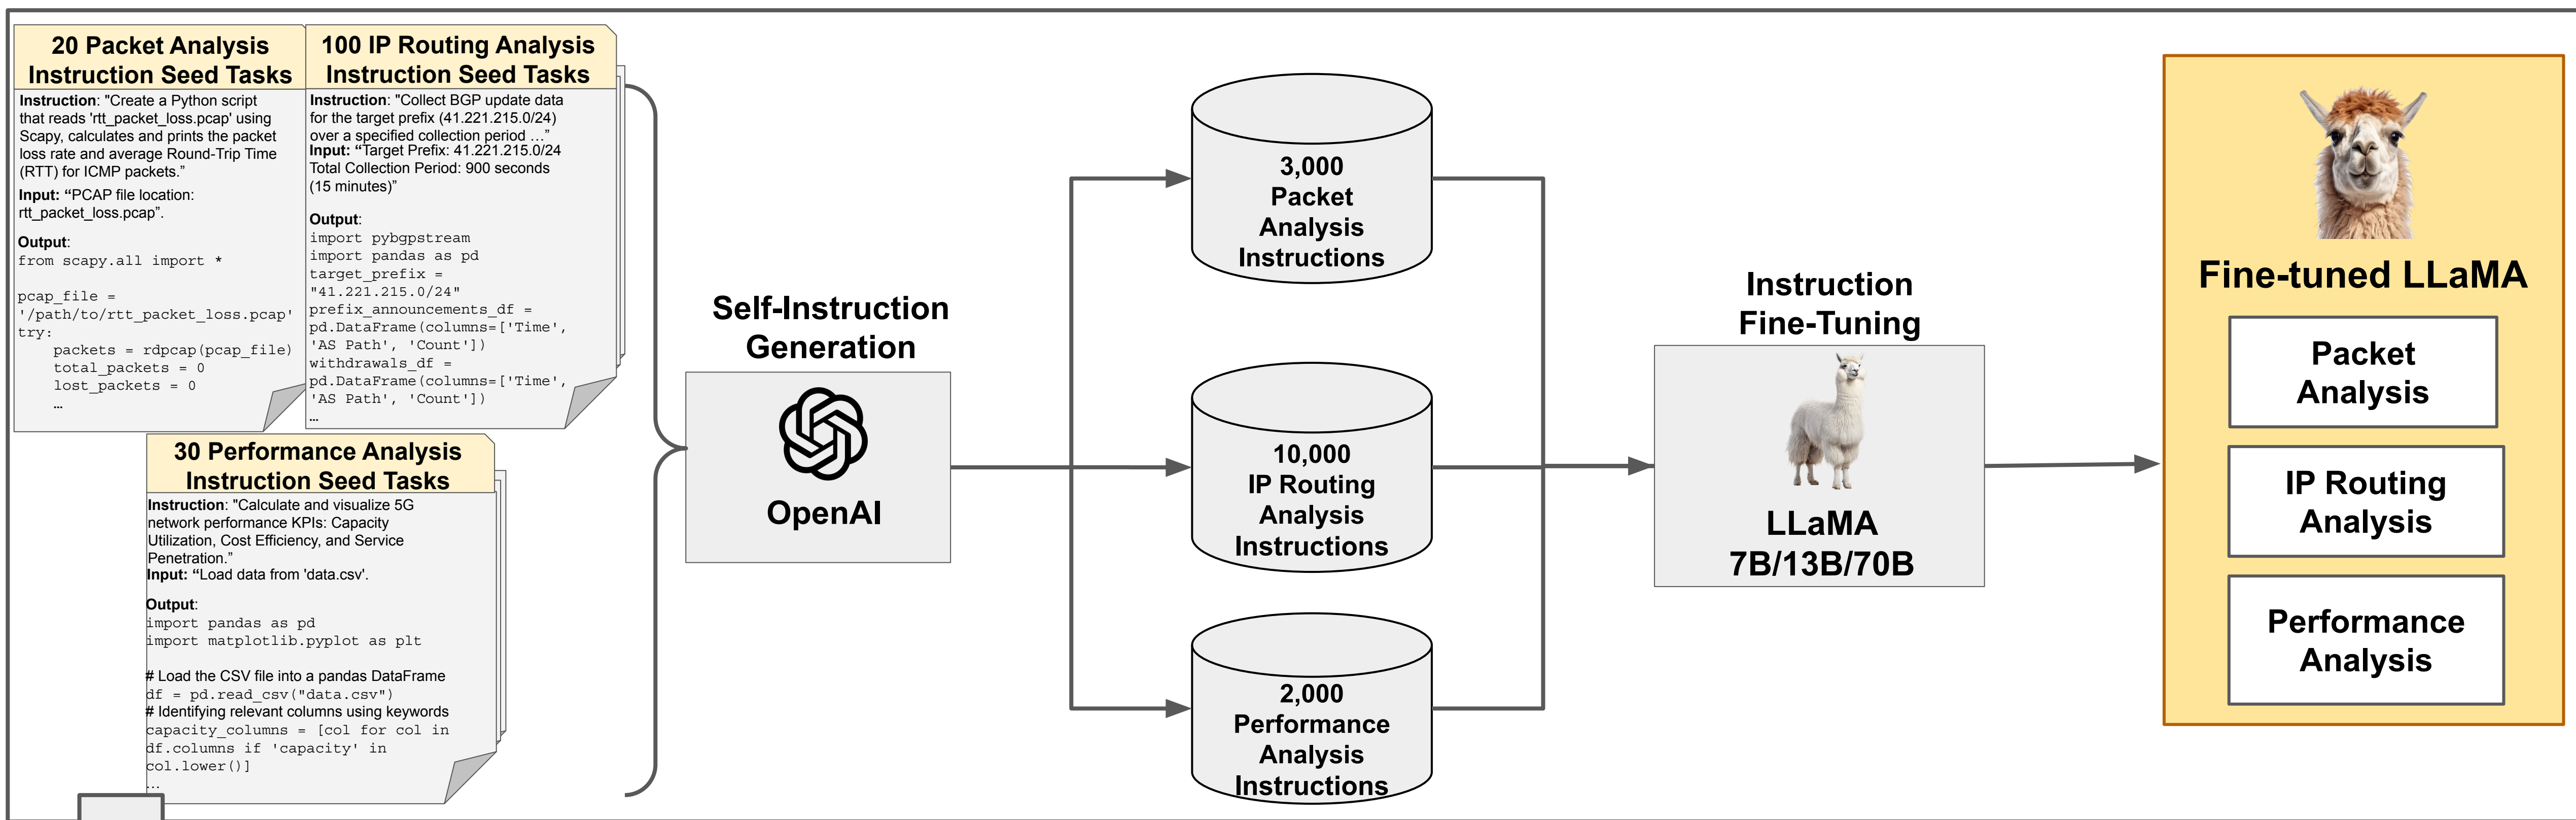 20 Packet Analysis
Instruction Seed Tasks
Instruction: "Create a Python script
that reads 'rtt_packet_loss.pcap' using
Scapy, calculates and prints the packet
loss rate and average Round-Trip Time
(RTT) for ICMP packets.”
Input: “PCAP file location:
rtt_packet_loss.pcap”.
Output:
from scapy.all import *
pcap_file =
'/path/to/rtt_packet_loss.pcap'
try:
    packets = rdpcap(pcap_file)
    total_packets = 0
    lost_packets = 0
    …
100 IP Routing Analysis
Instruction Seed Tasks
Instruction: "Collect BGP update data
for the target prefix (41.221.215.0/24)
over a specified collection period …”
Input: “Target Prefix: 41.221.215.0/24
Total Collection Period: 900 seconds
(15 minutes)”
Output:
import pybgpstream
import pandas as pd
target_prefix =
"41.221.215.0/24"
prefix_announcements_df =
pd.DataFrame(columns=['Time',
'AS Path', 'Count'])
withdrawals_df =
pd.DataFrame(columns=['Time',
'AS Path', 'Count'])
…
30 Performance Analysis
Instruction Seed Tasks
Instruction: "Calculate and visualize 5G
network performance KPIs: Capacity
Utilization, Cost Efficiency, and Service
Penetration.”
Input: “Load data from 'data.csv'.
Output:
import pandas as pd
import matplotlib.pyplot as plt
# Load the CSV file into a pandas DataFrame
df = pd.read_csv("data.csv")
# Identifying relevant columns using keywords
capacity_columns = [col for col in
df.columns if 'capacity' in
col.lower()]
…
Self-Instruction
Generation
OpenAI
3,000
Packet
Analysis
Instructions
10,000
IP Routing
Analysis
Instructions
2,000
Performance
Analysis
Instructions
Instruction
Fine-Tuning
LLaMA
7B/13B/70B
Fine-tuned LLaMA
Packet
Analysis
IP Routing
Analysis
Performance
Analysis